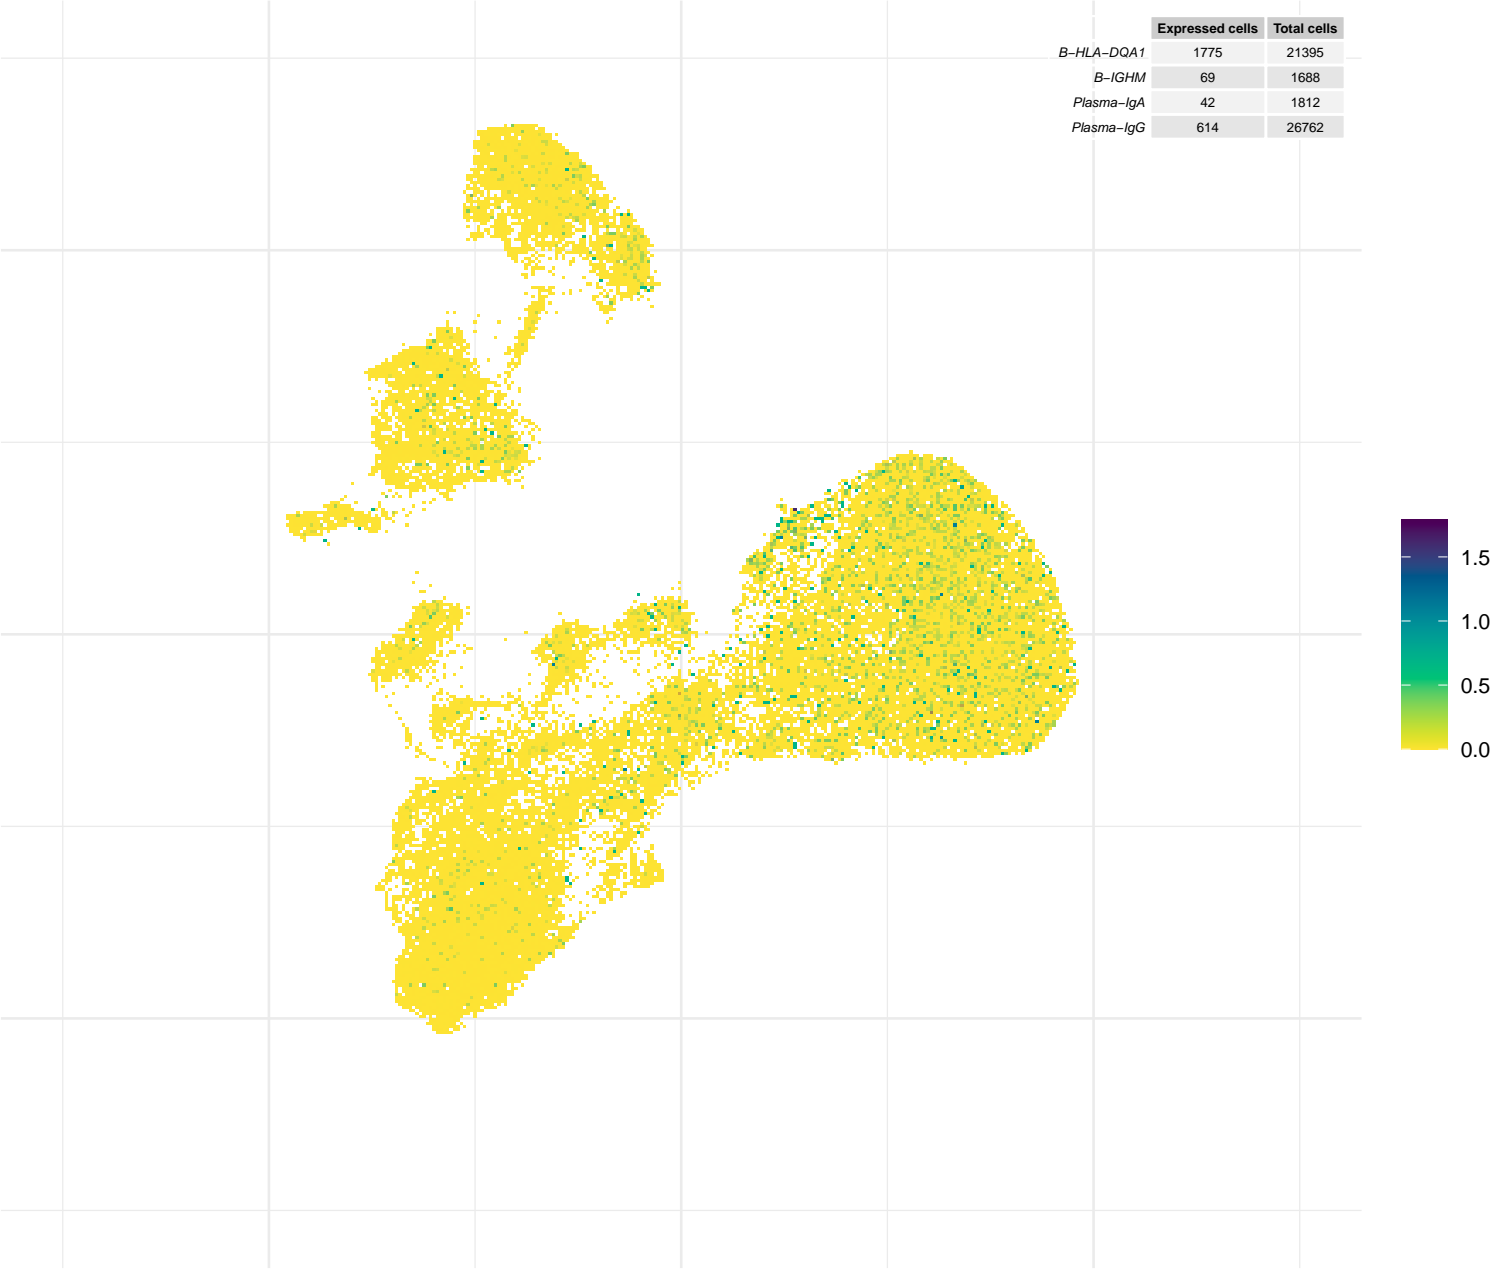 Expressed cells Total cells
B−HLA−DQA1 1775 21395
B−IGHM 69 1688
Plasma−IgA 42 1812
Plasma−IgG 614 26762
1.5
1.0
0.5
0.0